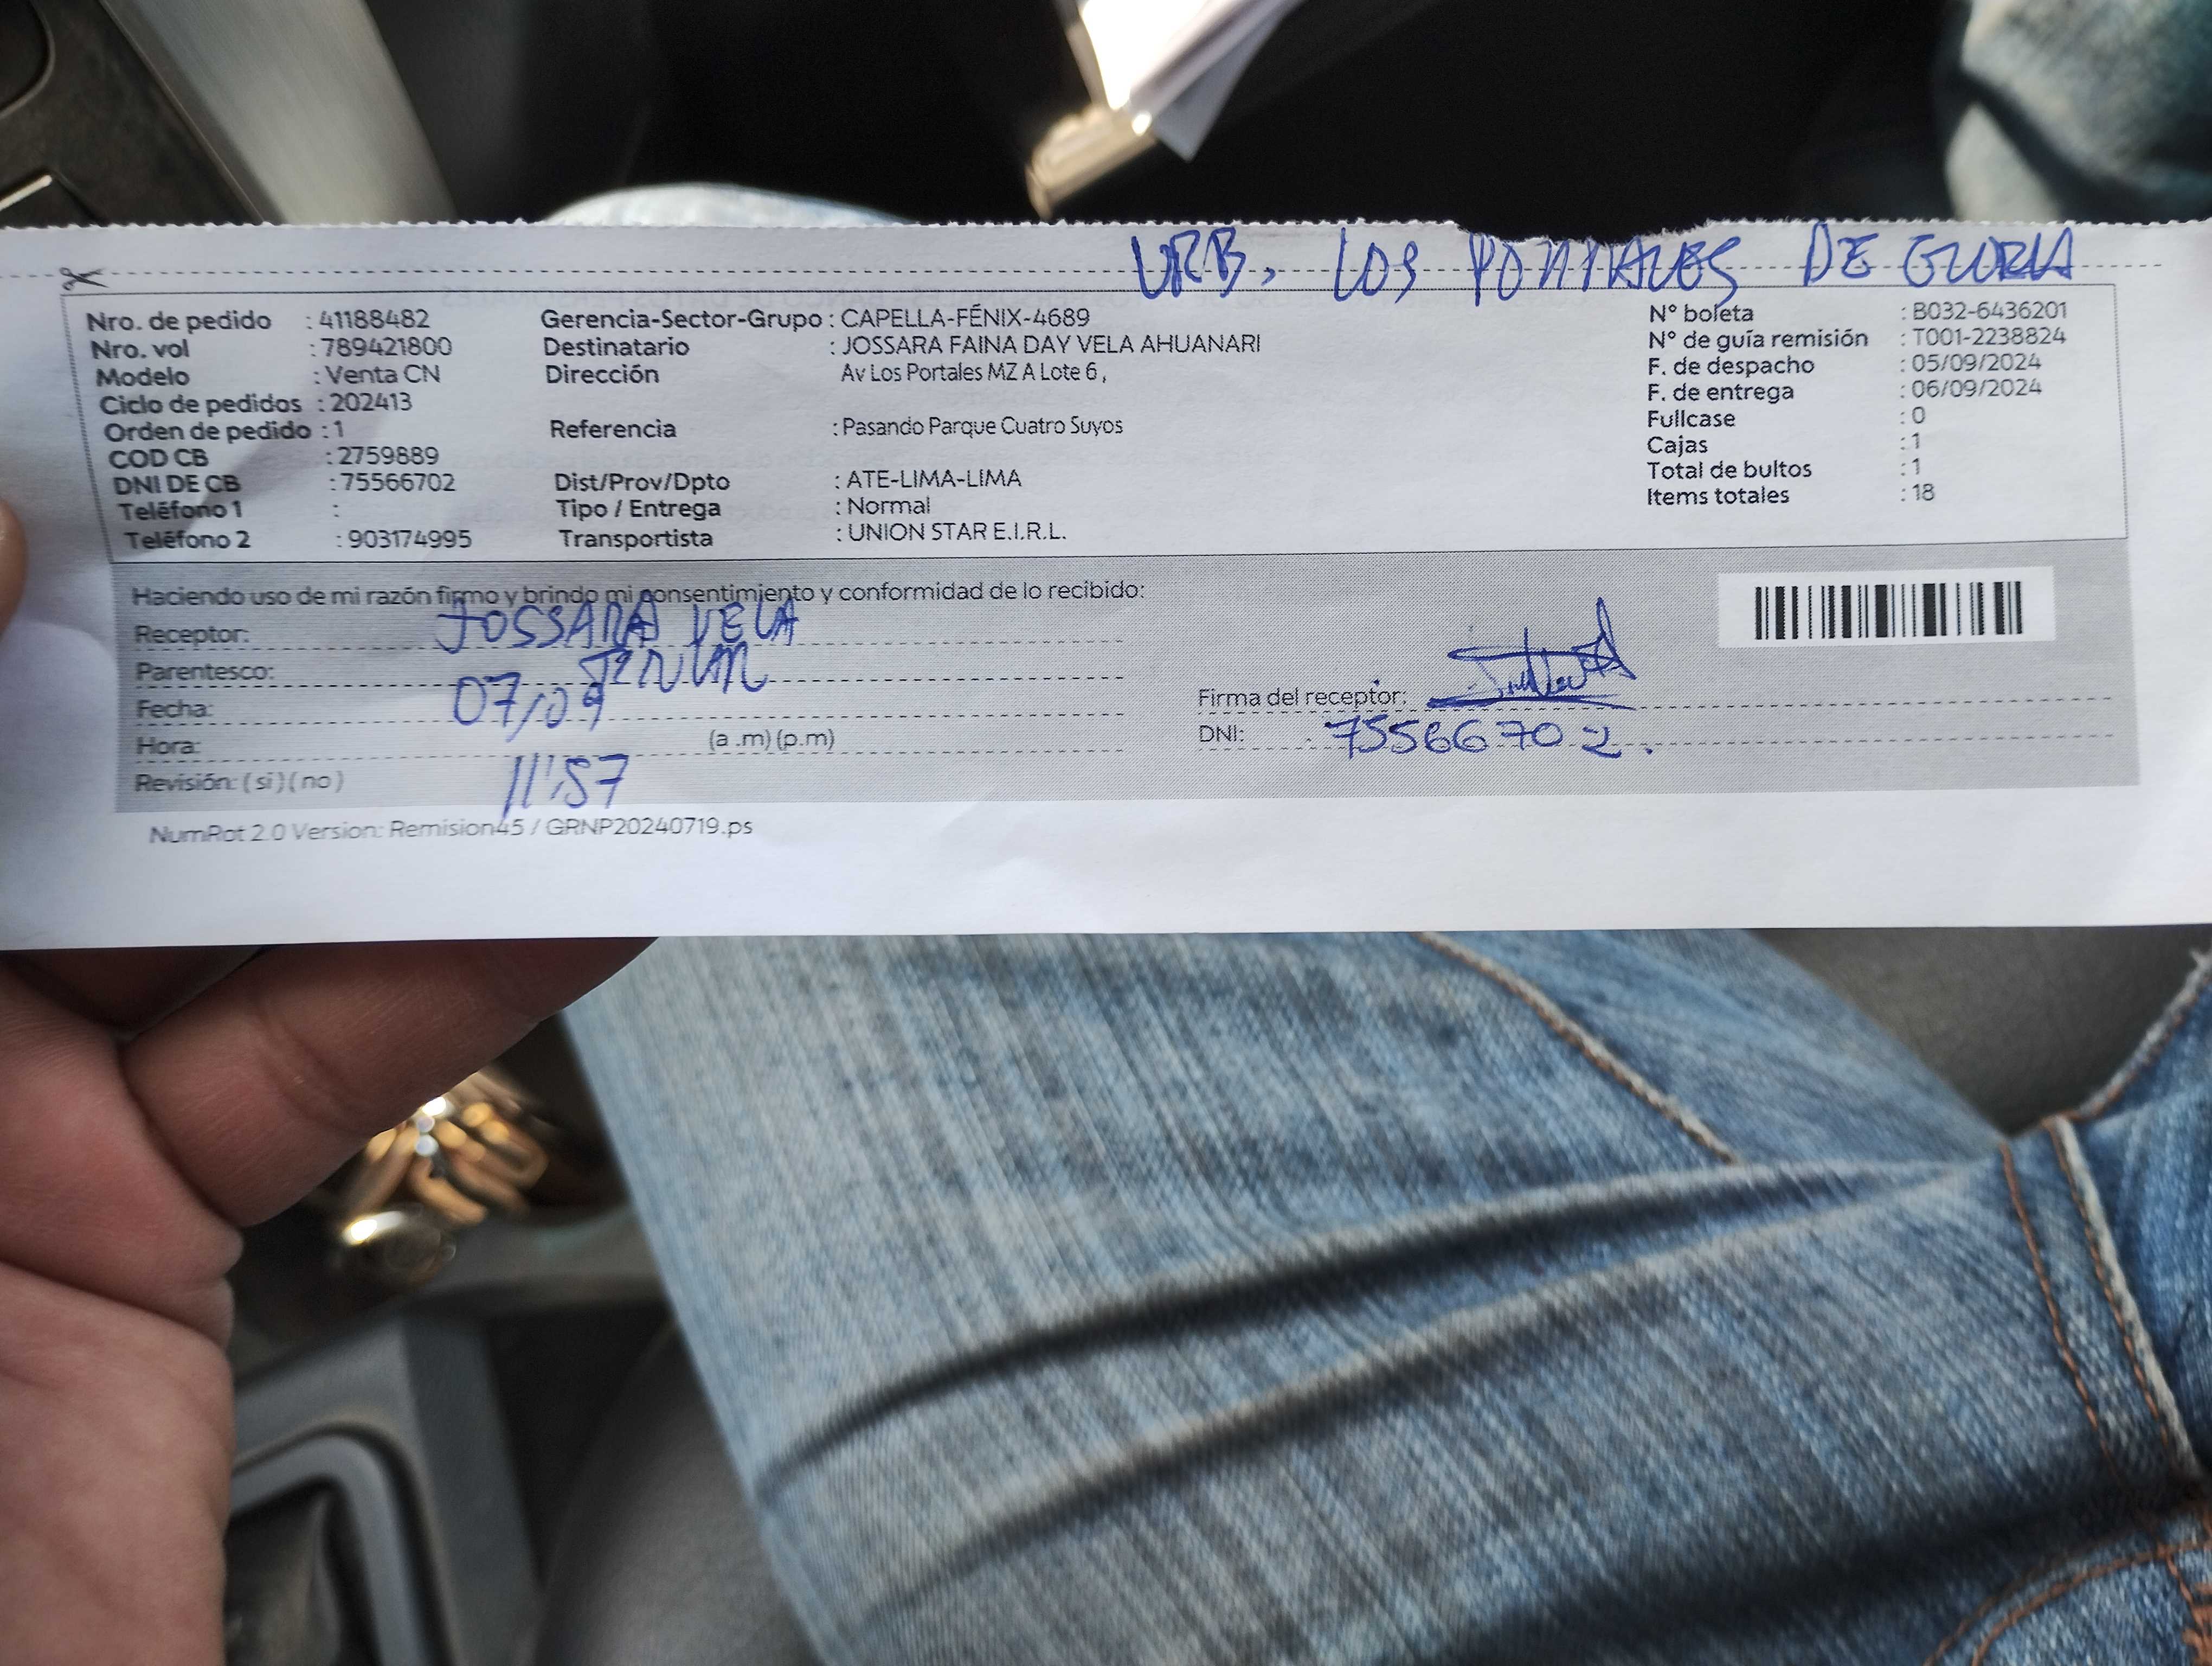 URB. LOS PORTALES DE GLORIA
Nro. de pedido : 41188482
Nro. vol : 789421800
Modelo : Venta CN
Ciclo de pedidos : 202413
Orden de pedido : 1
COD CB : 2759889
DNI DE CB : 75566702
Teléfono 1 :
Teléfono 2 : 903174995
Gerencia-Sector-Grupo : CAPELLA-FÉNIX-4689
Destinatario : JOSSARA FAINA DAY VELA AHUANARI
Dirección Av Los Portales MZ A Lote 6 ,
Referencia : Pasando Parque Cuatro Suyos
Dist/Prov/Dpto : ATE-LIMA-LIMA
Tipo / Entrega : Normal
Transportista : UNION STAR E.I.R.L.
N° boleta : B032-6436201
N° de guía remisión : T001-2238824
F. de despacho : 05/09/2024
F. de entrega : 06/09/2024
Fullcase : 0
Cajas : 1
Total de bultos : 1
Items totales : 18
Haciendo uso de mi razón firmo y brindo mi consentimiento y conformidad de lo recibido:
Receptor: JOSSARA VELA
Parentesco:
Fecha: 07/09
Hora: (a .m) (p.m)
11:57
Revisión: ( si ) ( no )
Firma del receptor:
DNI: 75566702.
NumRot 2.0 Version: Remision45 / GRNP20240719.ps